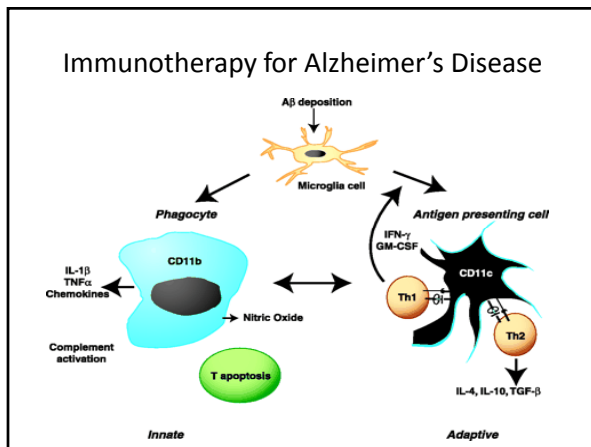 Immunotherapy for Alzheimer's Disease
Aβ deposition
Microglia cell
Phagocyte
Antigen presenting cell
IFN-γ
GM-CSF
CD11b
CD11c
IL-1β
TNFα
Chemokines
Th1
Nitric Oxide
Th2
Complement
activation
T apoptosis
IL-4, IL-10, TGF-β
Innate
Adaptive